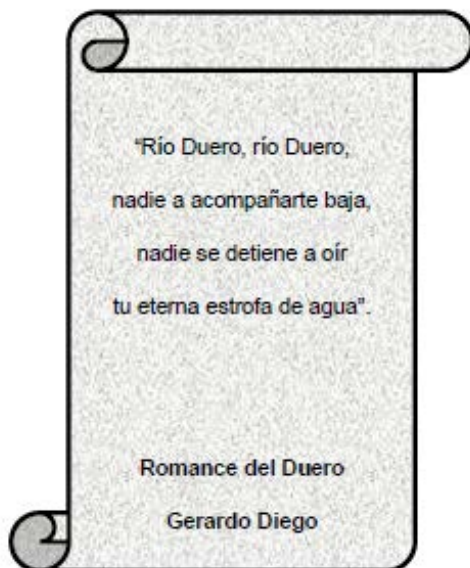 “Río Duero, río Duero,
nadie a acompañarte baja,
nadie se detiene a oír
tu eterna estrofa de agua”.
Romance del Duero
Gerardo Diego